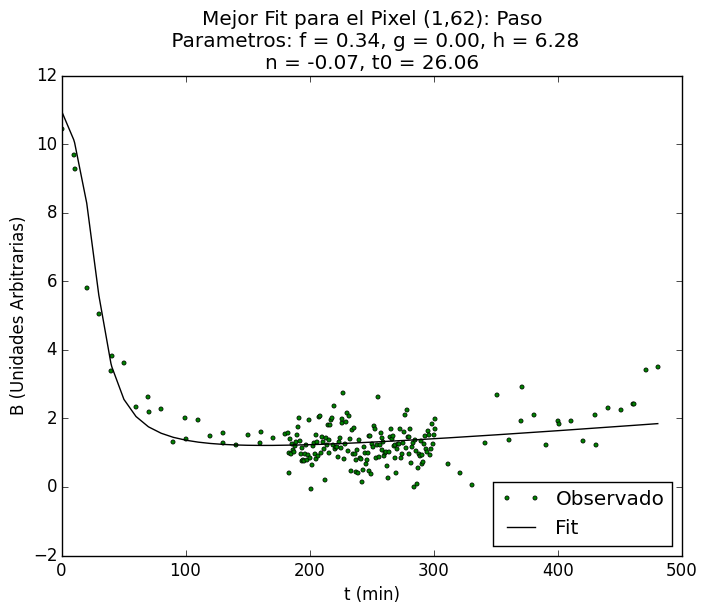 Mejor Fit para el Pixel (1,62): Paso
Parametros: f = 0.34, g = 0.00, h = 6.28
n = -0.07, t0 = 26.06
12
10
8
6
4
2
0
−2
B (Unidades Arbitrarias)
Observado
Fit
0 100 200 300 400 500
t (min)